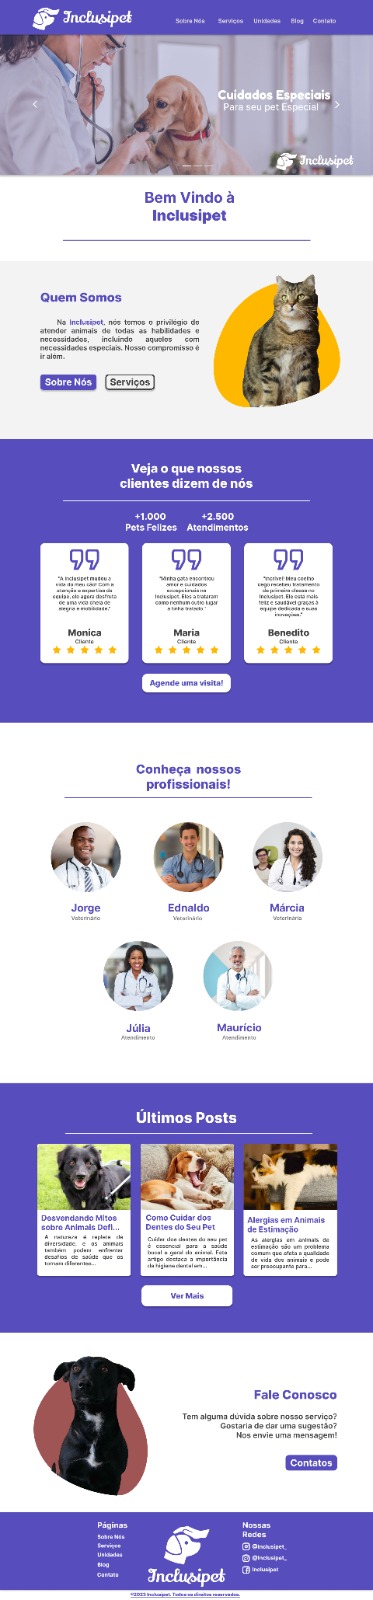 Inclusipet
Sobre Nós Serviços Unidades Blog Contato
Cuidados Especiais
Para seu pet Especial
Inclusipet
Bem Vindo à
Inclusipet
Quem Somos
Na Inclusipet, nós temos o privilégio de
atender animais de todas as habilidades e
necessidades, incluindo aqueles com
necessidades especiais. Nosso compromisso é
ir além.
Sobre Nós Serviços
Veja o que nossos
clientes dizem de nós
+1.000 +2.500
Pets Felizes Atendimentos
"A Inclusipet mudou a
vida do meu cão! Com a
atenção e expertise da
equipe, ele agora desfruta
de uma vida cheia de
alegria e mobilidade."
Monica
Cliente
"Minha gata encontrou
amor e cuidados
excepcionais na
Inclusipet. Eles a trataram
como nenhum outro lugar
a tinha tratado."
Maria
Cliente
"Incrível! Meu coelho
cego recebeu tratamento
de primeira classe na
Inclusipet. Ele está mais
feliz e saudável graças à
equipe dedicada e suas
inovações."
Benedito
Cliente
Agende uma visita!
Conheça nossos
profissionais!
Jorge
Veterinário
Ednaldo
Veterinário
Márcia
Veterinária
Júlia
Atendimento
Maurício
Atendimento
Últimos Posts
Desvendando Mitos
sobre Animais Defi...
A natureza é repleta de
diversidade, e os animais
também podem enfrentar
desafios de saúde que os
tornam diferentes...
Como Cuidar dos
Dentes do Seu Pet
Cuidar dos dentes do seu pet
é essencial para a saúde
bucal e geral do animal. Este
artigo destaca a importância
da higiene dental em...
Alergias em Animais
de Estimação
As alergias em animais de
estimação são um problema
comum que afeta a qualidade
de vida dos animais e pode
ser preocupante para...
Ver Mais
Fale Conosco
Tem alguma dúvida sobre nosso serviço?
Gostaria de dar uma sugestão?
Nos envie uma mensagem!
Contatos
Páginas
Sobre Nós
Serviços
Unidades
Blog
Contato
Inclusipet
Nossas
Redes
@Inclusipet_
@Inclusipet_
Inclusipet
©2023 Inclusipet. Todos os direitos reservados.